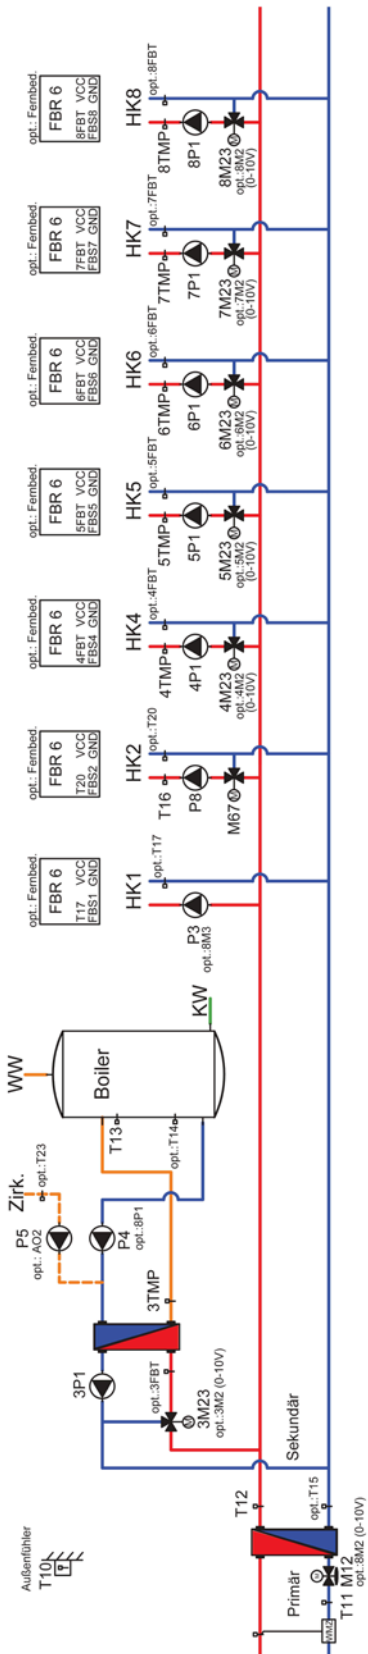 Außenfühler
T10
Primär
WMZ
M
T11 M12
opt.:8M2 (0-10V)
T12
opt.:T15
Sekundär
3P1
opt.:3FBT
M
3M23
opt.:3M2 (0-10V)
3TMP
P5
opt.: AO2
Zirk.
opt.:T23
P4
opt.:8P1
WW
Boiler
T13
opt.:T14
KW
opt.: Fernbed.
FBR 6
T17 VCC
FBS1 GND
HK1
opt.:T17
P3
opt.:8M3
opt.: Fernbed.
FBR 6
T20 VCC
FBS2 GND
HK2
opt.:T20
T16
P8
M67
M
opt.: Fernbed.
FBR 6
4FBT VCC
FBS4 GND
HK4
opt.:4FBT
4TMP
4P1
M
4M23
opt.:4M2
(0-10V)
opt.: Fernbed.
FBR 6
5FBT VCC
FBS5 GND
HK5
opt.:5FBT
5TMP
5P1
M
5M23
opt.:5M2
(0-10V)
opt.: Fernbed.
FBR 6
6FBT VCC
FBS6 GND
HK6
opt.:6FBT
6TMP
6P1
M
6M23
opt.:6M2
(0-10V)
opt.: Fernbed.
FBR 6
7FBT VCC
FBS7 GND
HK7
opt.:7FBT
7TMP
7P1
M
7M23
opt.:7M2
(0-10V)
opt.: Fernbed.
FBR 6
8FBT VCC
FBS8 GND
HK8
opt.:8FBT
8TMP
8P1
M
8M23
opt.:8M2
(0-10V)